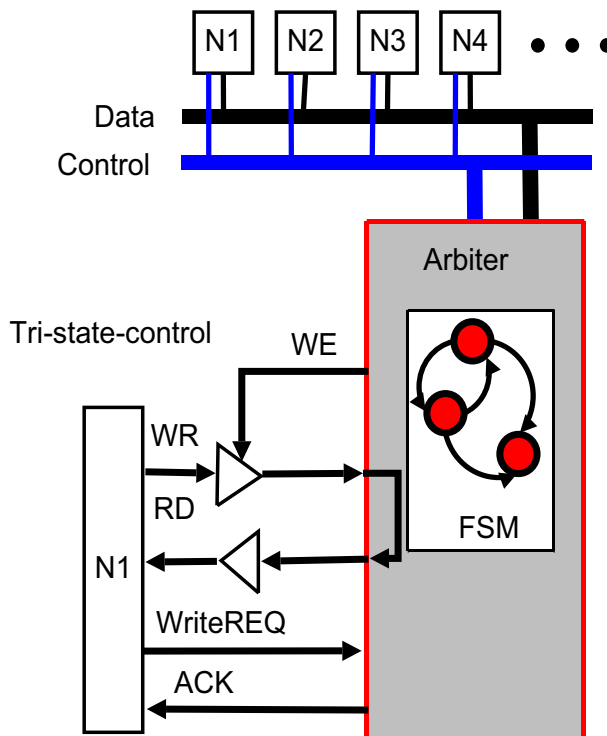 N1 N2 N3 N4
Data
Control
Arbiter
Tri-state-control
WE
WR
RD
FSM
N1
WriteREQ
ACK